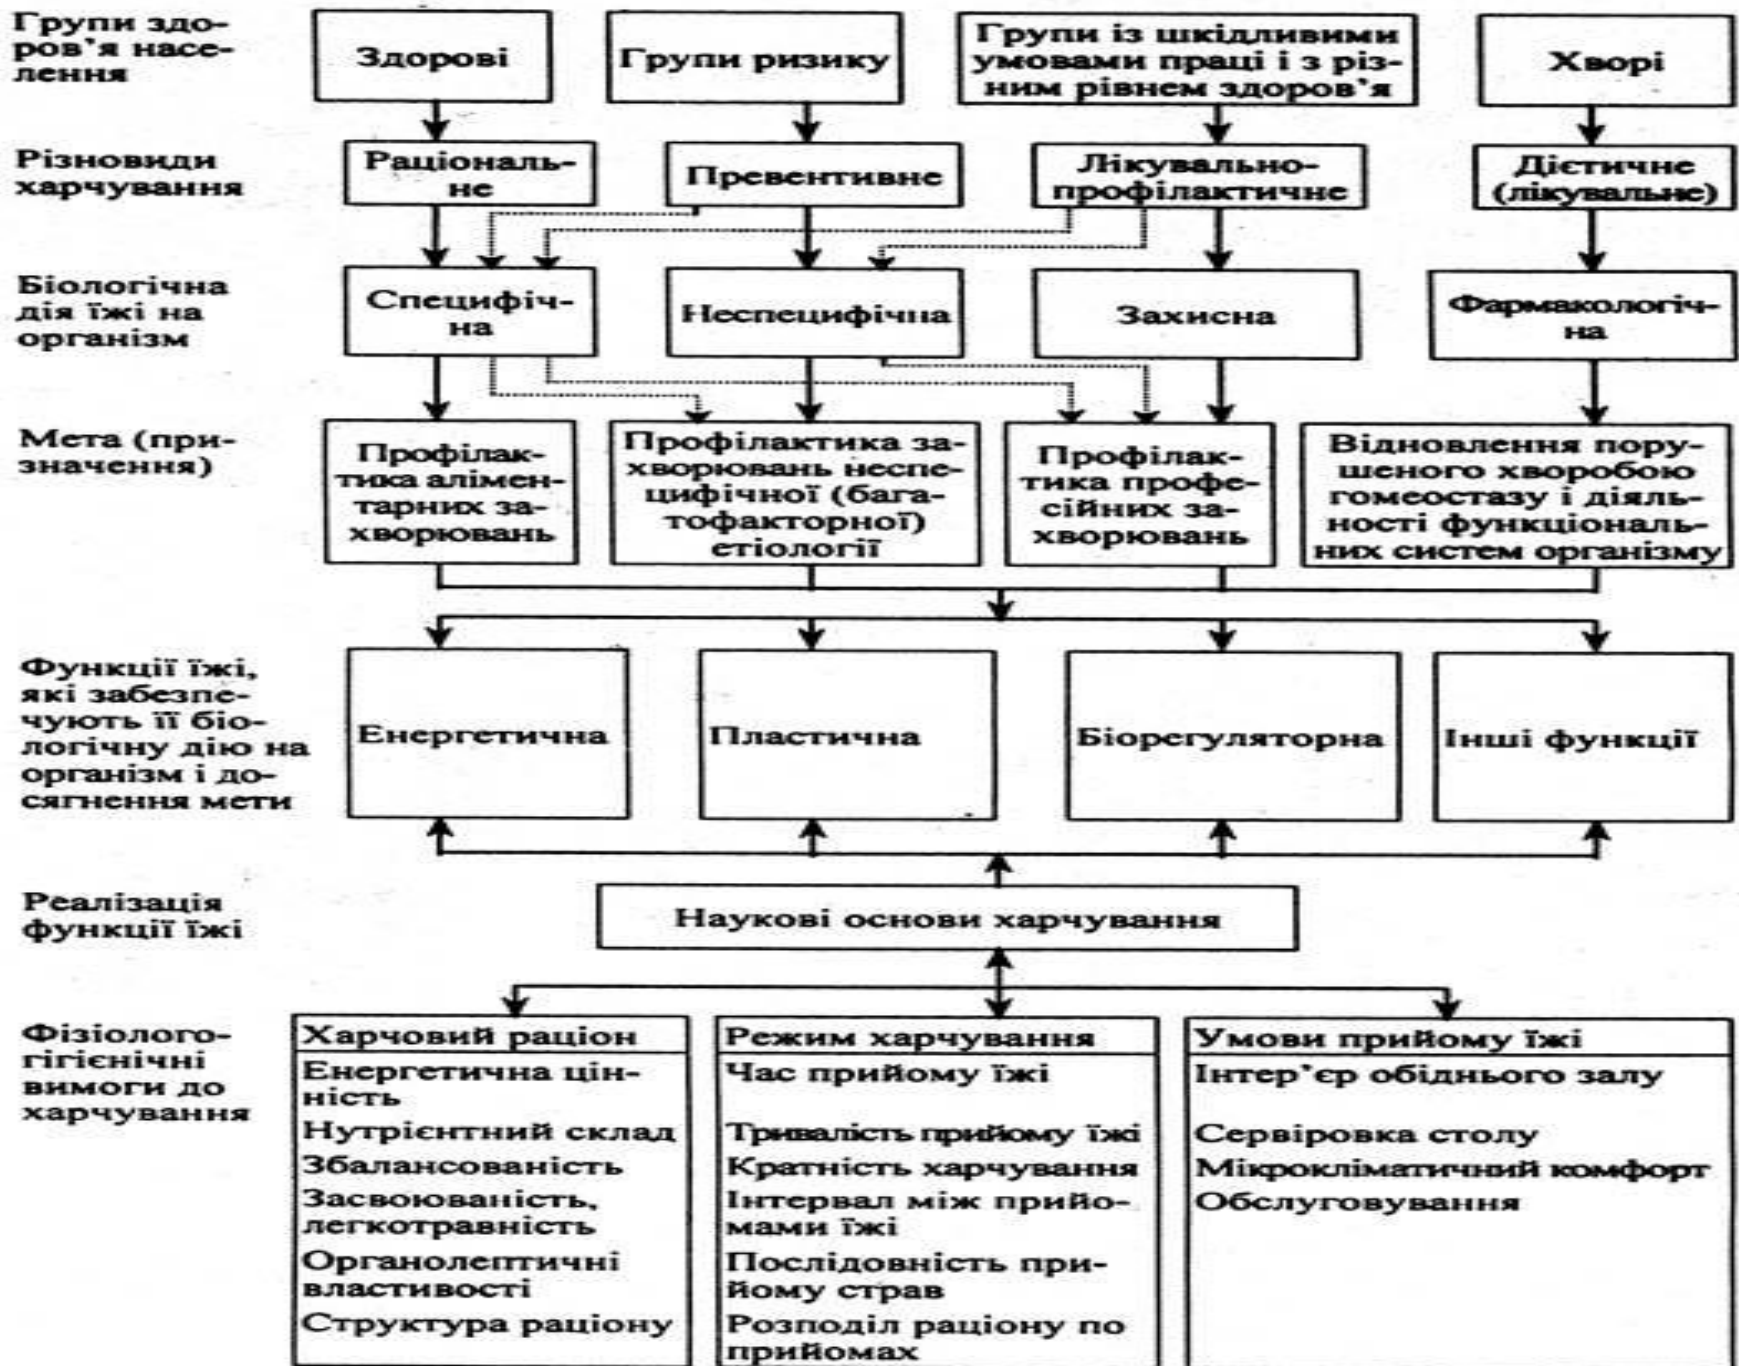 Групи здо-
ров’я насе-
лення
Здорові
Групи ризику
Групи із шкідливими
умовами праці і з різ-
ним рівнем здоров’я
Хворі
Різновиди
харчування
Раціональ-
не
Превентивне
Лікувально-
профілактичне
Дієтичне
(лікувальне)
Біологічна
дія їжі на
організм
Специфіч-
на
Неспецифічна
Захисна
Фармакологіч-
на
Мета (при-
значення)
Профілак-
тика алімен-
тарних за-
хворювань
Профілактика за-
хворювань неспе-
цифічної (бага-
тофакторної)
етіології
Профілак-
тика профе-
сійних за-
хворювань
Відновлення пору-
шеного хворобою
гомеостазу і діяль-
ності функціональ-
них систем організму
Функції їжі,
які забезпе-
чують її біо-
логічну дію на
організм і до-
сягнення мети
Енергетична
Пластична
Біорегуляторна
Інші функції
Реалізація
функції їжі
Наукові основи харчування
Фізіолого-
гігієнічні
вимоги до
харчування
Харчовий раціон
Енергетична цін-
ність
Нутрієнтний склад
Збалансованість
Засвоюваність,
легкотравність
Органолептичні
властивості
Структура раціону
Режим харчування
Час прийому їжі
Тривалість прийому їжі
Кратність харчування
Інтервал між прийо-
мами їжі
Послідовність при-
йому страв
Розподіл раціону по
прийомах
Умови прийому їжі
Інтер’єр обіднього залу
Сервіровка столу
Мікрокліматичний комфорт
Обслуговування